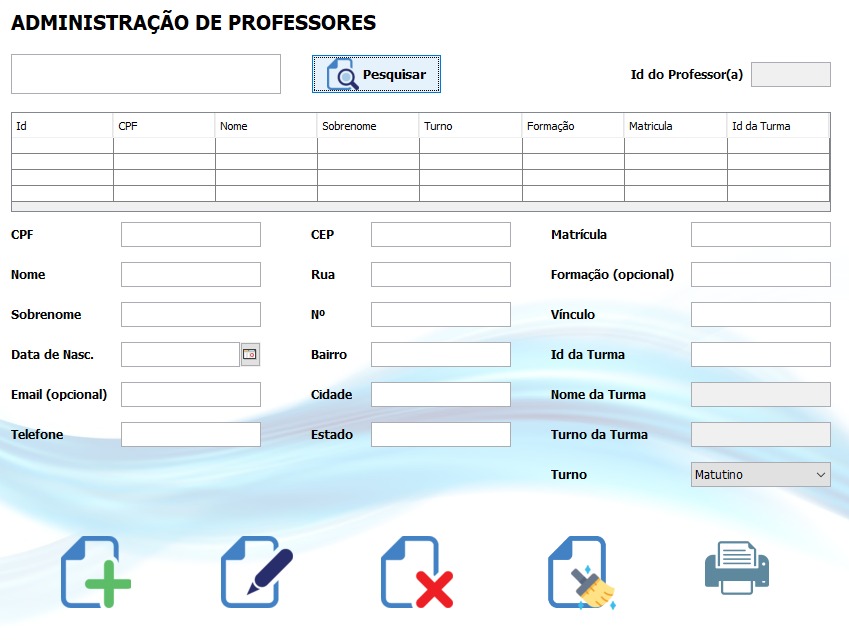 ADMINISTRAÇÃO DE PROFESSORES
Pesquisar Id do Professor(a)
Id CPF Nome Sobrenome Turno Formação Matricula Id da Turma
CPF CEP Matrícula
Nome Rua Formação (opcional)
Sobrenome Nº Vínculo
Data de Nasc. Bairro Id da Turma
Email (opcional) Cidade Nome da Turma
Telefone Estado Turno da Turma
Turno Matutino